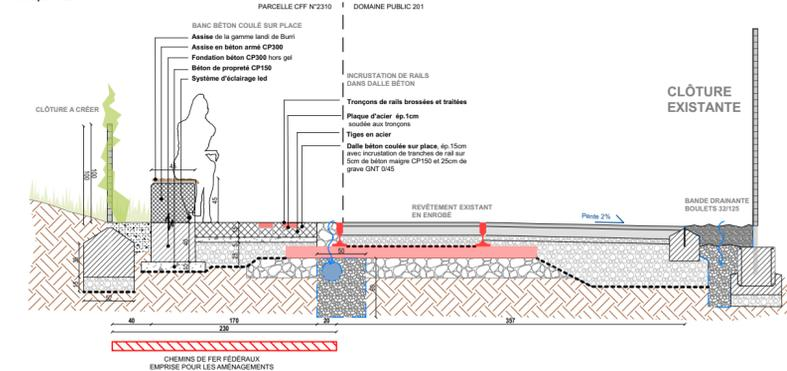 PARCELLE CFF N°2310
DOMAINE PUBLIC 201
BANC BÉTON COULÉ SUR PLACE
Assise de la gamme landi de Burri
Assise en béton armé CP300
Fondation béton CP300 hors gel
Béton de propreté CP150
Système d'éclairage led
INCRUSTATION DE RAILS
DANS DALLE BÉTON
Tronçons de rails brossées et traitées
Plaque d'acier ép.1cm
soudée aux tronçons
Tiges en acier
Dalle béton coulée sur place, ép.15cm
avec incrustation de tranches de rail sur
5cm de béton maigre CP150 et 25cm de
grave GNT 0/45
CLÔTURE A CRÉER
CLÔTURE
EXISTANTE
REVÊTEMENT EXISTANT
EN ENROBÉ
Pente 2%
BANDE DRAINANTE
BOULETS 32/125
100
100
45
45
50
40
170
20
357
230
CHEMINS DE FER FÉDÉRAUX
EMPRISE POUR LES AMÉNAGEMENTS